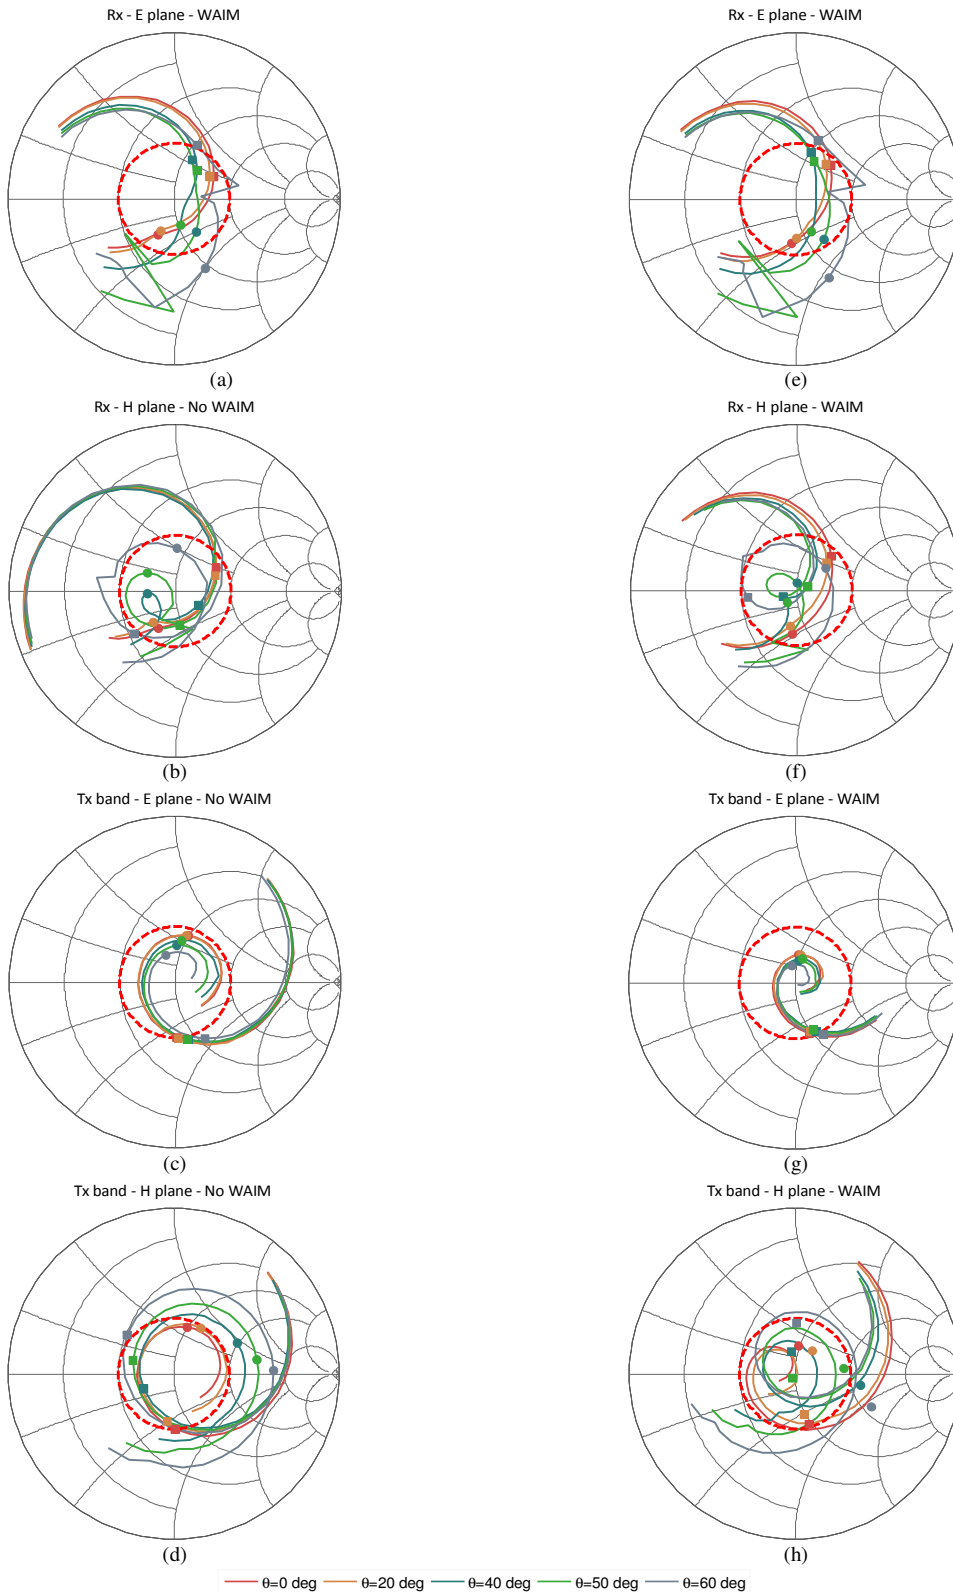 Rx - E plane - WAIM
Rx - E plane - WAIM
(a)
(e)
Rx - H plane - No WAIM
Rx - H plane - WAIM
(b)
(f)
Tx band - E plane - No WAIM
Tx band - E plane - WAIM
(c)
(g)
Tx band - H plane - No WAIM
Tx band - H plane - WAIM
(d)
(h)
θ=0 deg θ=20 deg θ=40 deg θ=50 deg θ=60 deg